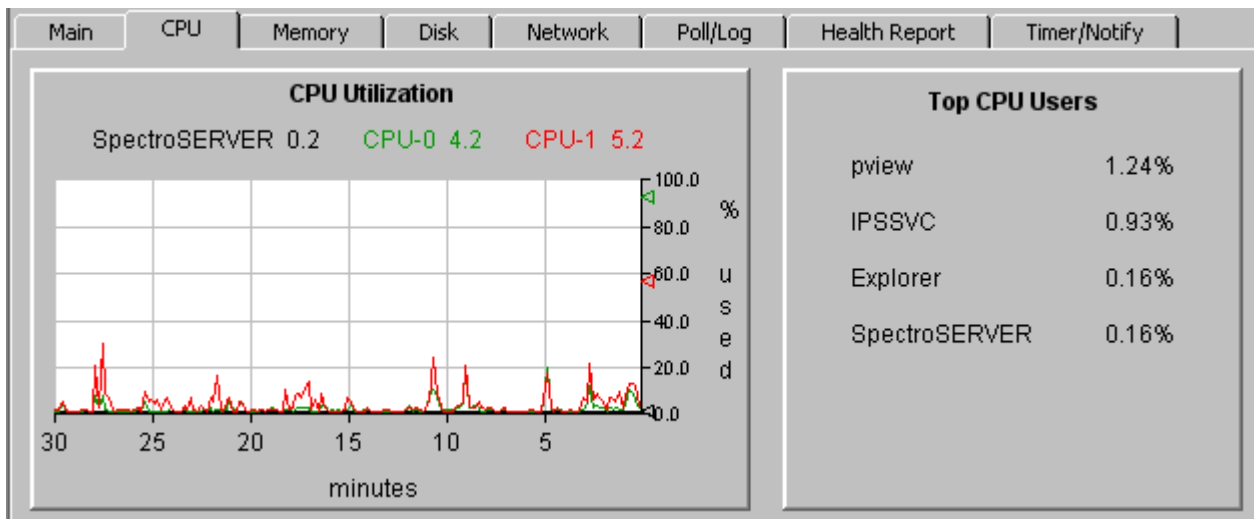 Main CPU Memory Disk Network Poll/Log Health Report Timer/Notify
CPU Utilization
SpectroSERVER 0.2 CPU-0 4.2 CPU-1 5.2
100.0
80.0
60.0
40.0
20.0
0.0
% used
30 25 20 15 10 5
minutes
Top CPU Users
pview 1.24%
IPSSVC 0.93%
Explorer 0.16%
SpectroSERVER 0.16%